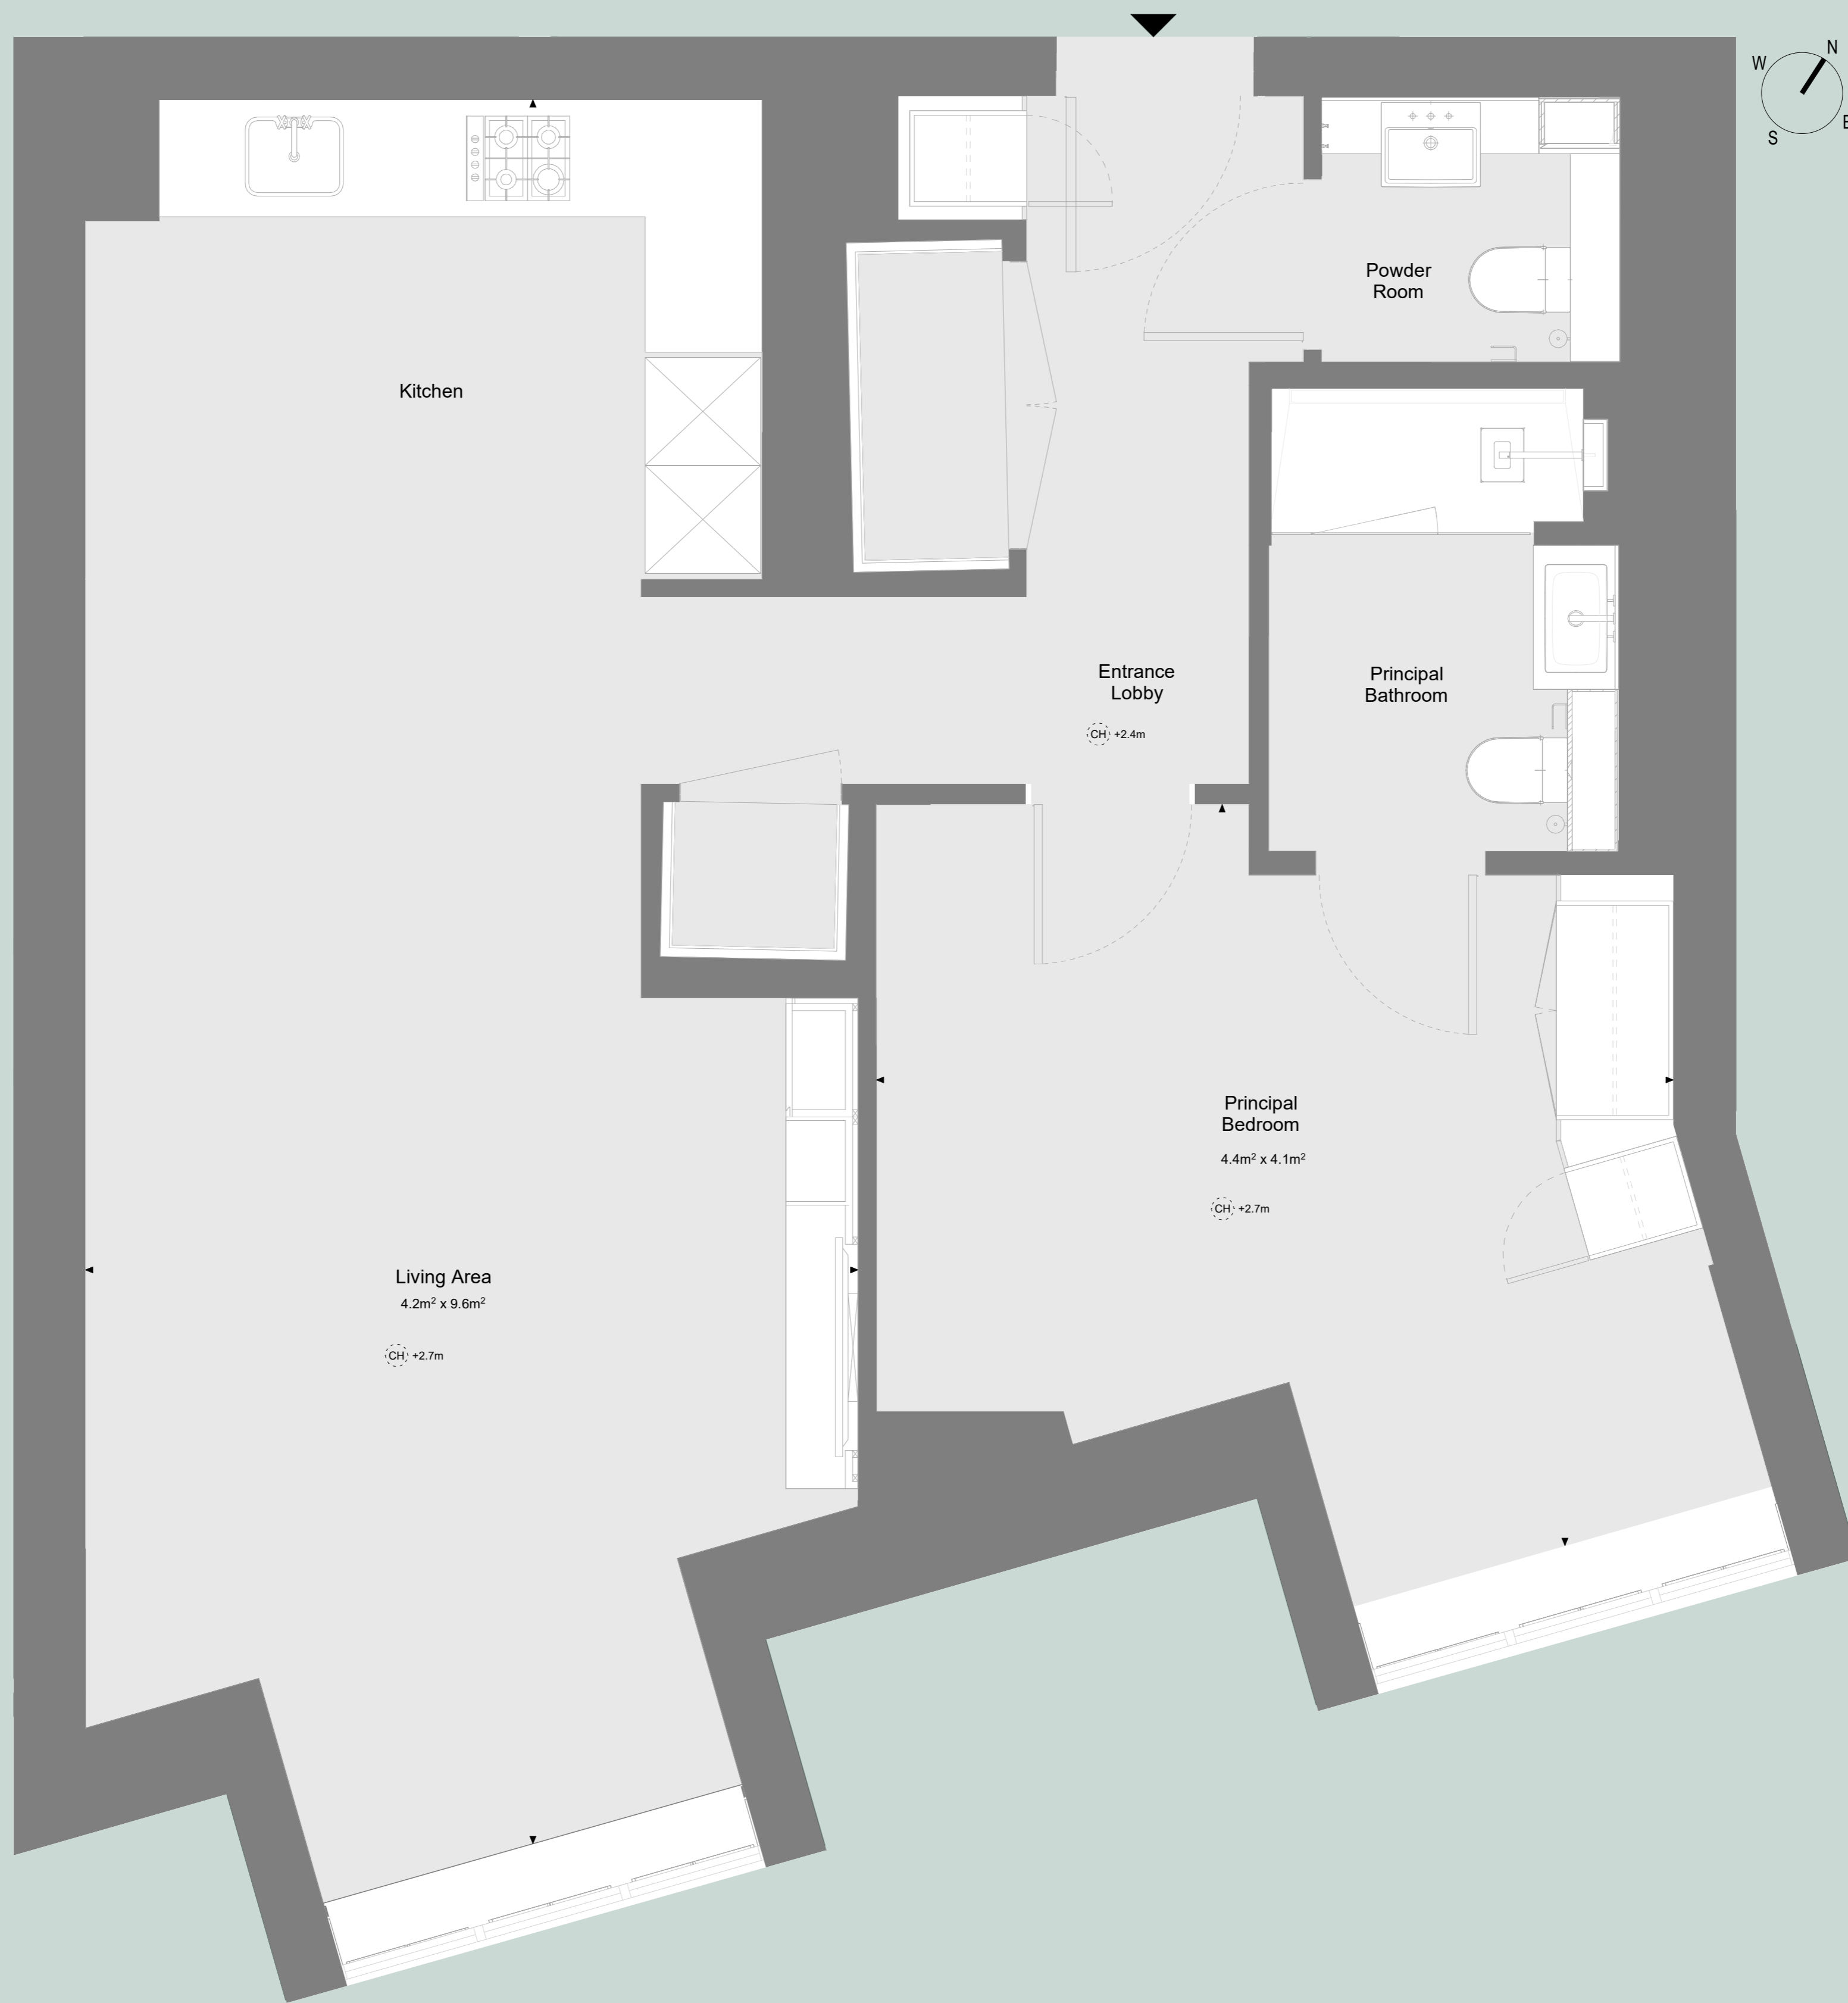 N
W
E
S
Powder
Room
Kitchen
Entrance
Lobby
CH +2.4m
Principal
Bathroom
Principal
Bedroom
4.4m² x 4.1m²
CH +2.7m
Living Area
4.2m² x 9.6m²
CH +2.7m